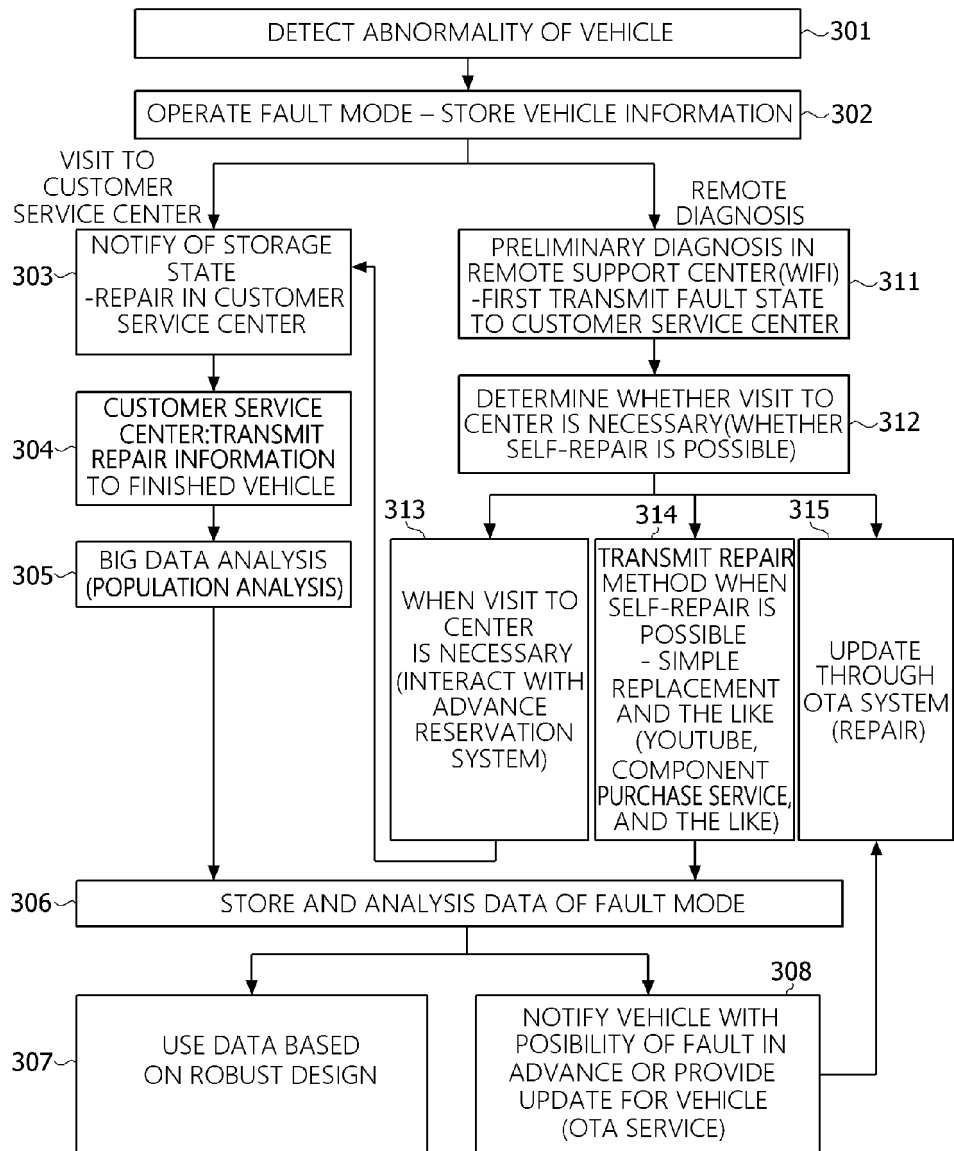 DETECT ABNORMALITY OF VEHICLE
301
OPERATE FAULT MODE – STORE VEHICLE INFORMATION
302
VISIT TO
CUSTOMER
SERVICE CENTER
REMOTE
DIAGNOSIS
303
NOTIFY OF STORAGE
STATE
-REPAIR IN CUSTOMER
SERVICE CENTER
PRELIMINARY DIAGNOSIS IN
REMOTE SUPPORT CENTER(WIFI)
-FIRST TRANSMIT FAULT STATE
TO CUSTOMER SERVICE CENTER
311
304
CUSTOMER SERVICE
CENTER:TRANSMIT
REPAIR INFORMATION
TO FINISHED VEHICLE
DETERMINE WHETHER VISIT TO
CENTER IS NECESSARY(WHETHER
SELF-REPAIR IS POSSIBLE)
312
305
BIG DATA ANALYSIS
(POPULATION ANALYSIS)
313
WHEN VISIT TO
CENTER
IS NECESSARY
(INTERACT WITH
ADVANCE
RESERVATION
SYSTEM)
314
TRANSMIT REPAIR
METHOD WHEN
SELF-REPAIR IS
POSSIBLE
- SIMPLE
REPLACEMENT
AND THE LIKE
(YOUTUBE,
COMPONENT
PURCHASE SERVICE,
AND THE LIKE)
315
UPDATE
THROUGH
OTA SYSTEM
(REPAIR)
306
STORE AND ANALYSIS DATA OF FAULT MODE
307
USE DATA BASED
ON ROBUST DESIGN
308
NOTIFY VEHICLE WITH
POSIBILITY OF FAULT IN
ADVANCE OR PROVIDE
UPDATE FOR VEHICLE
(OTA SERVICE)